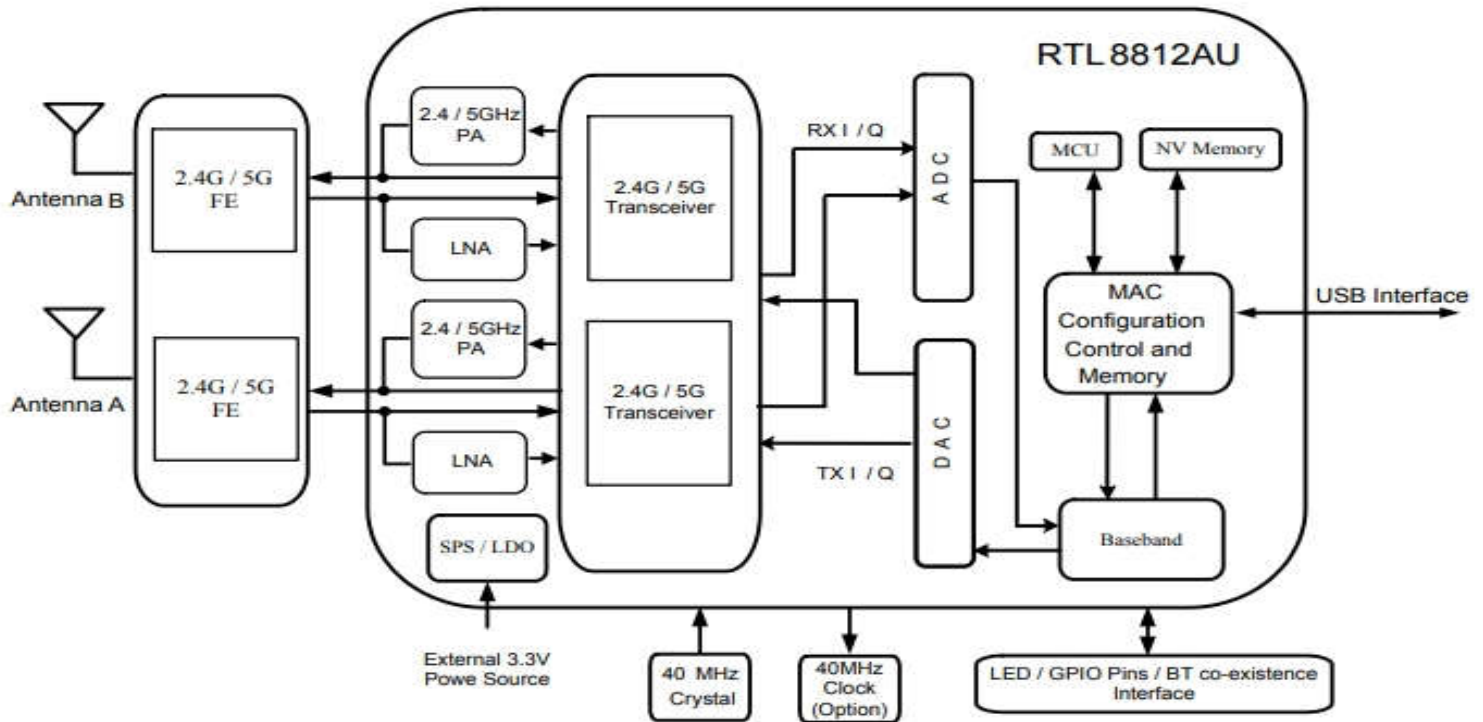 RTL8812AU
Antenna B
2.4G / 5G
FE
2.4 / 5GHz
PA
LNA
2.4G / 5G
Transceiver
RX I / Q
ADC
MCU
NV Memory
MAC
Configuration
Control and
Memory
USB Interface
Antenna A
2.4G / 5G
FE
2.4 / 5GHz
PA
LNA
2.4G / 5G
Transceiver
TX I / Q
DAC
Baseband
SPS / LDO
External 3.3V
Powe Source
40 MHz
Crystal
40MHz
Clock
(Option)
LED / GPIO Pins / BT co-existence
Interface